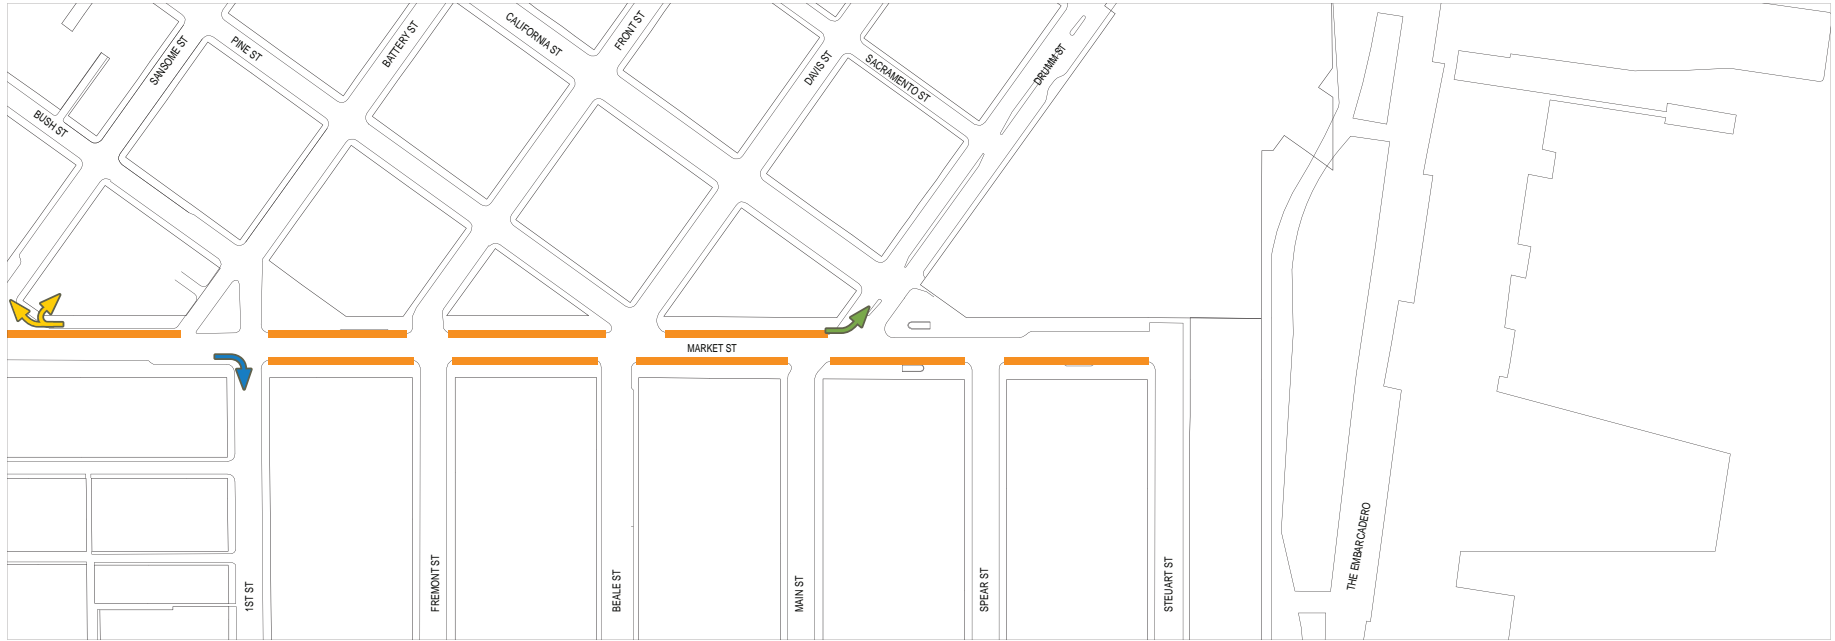 CALIFORNIA ST
FRONT ST
BATTERY ST
PINE ST
SANSOME ST
DAVIS ST
SACRAMENTO ST
DRUMM ST
BUSH ST
MARKET ST
1ST ST
FREMONT ST
BEALE ST
MAIN ST
SPEAR ST
STEUART ST
THE EMBARCADERO